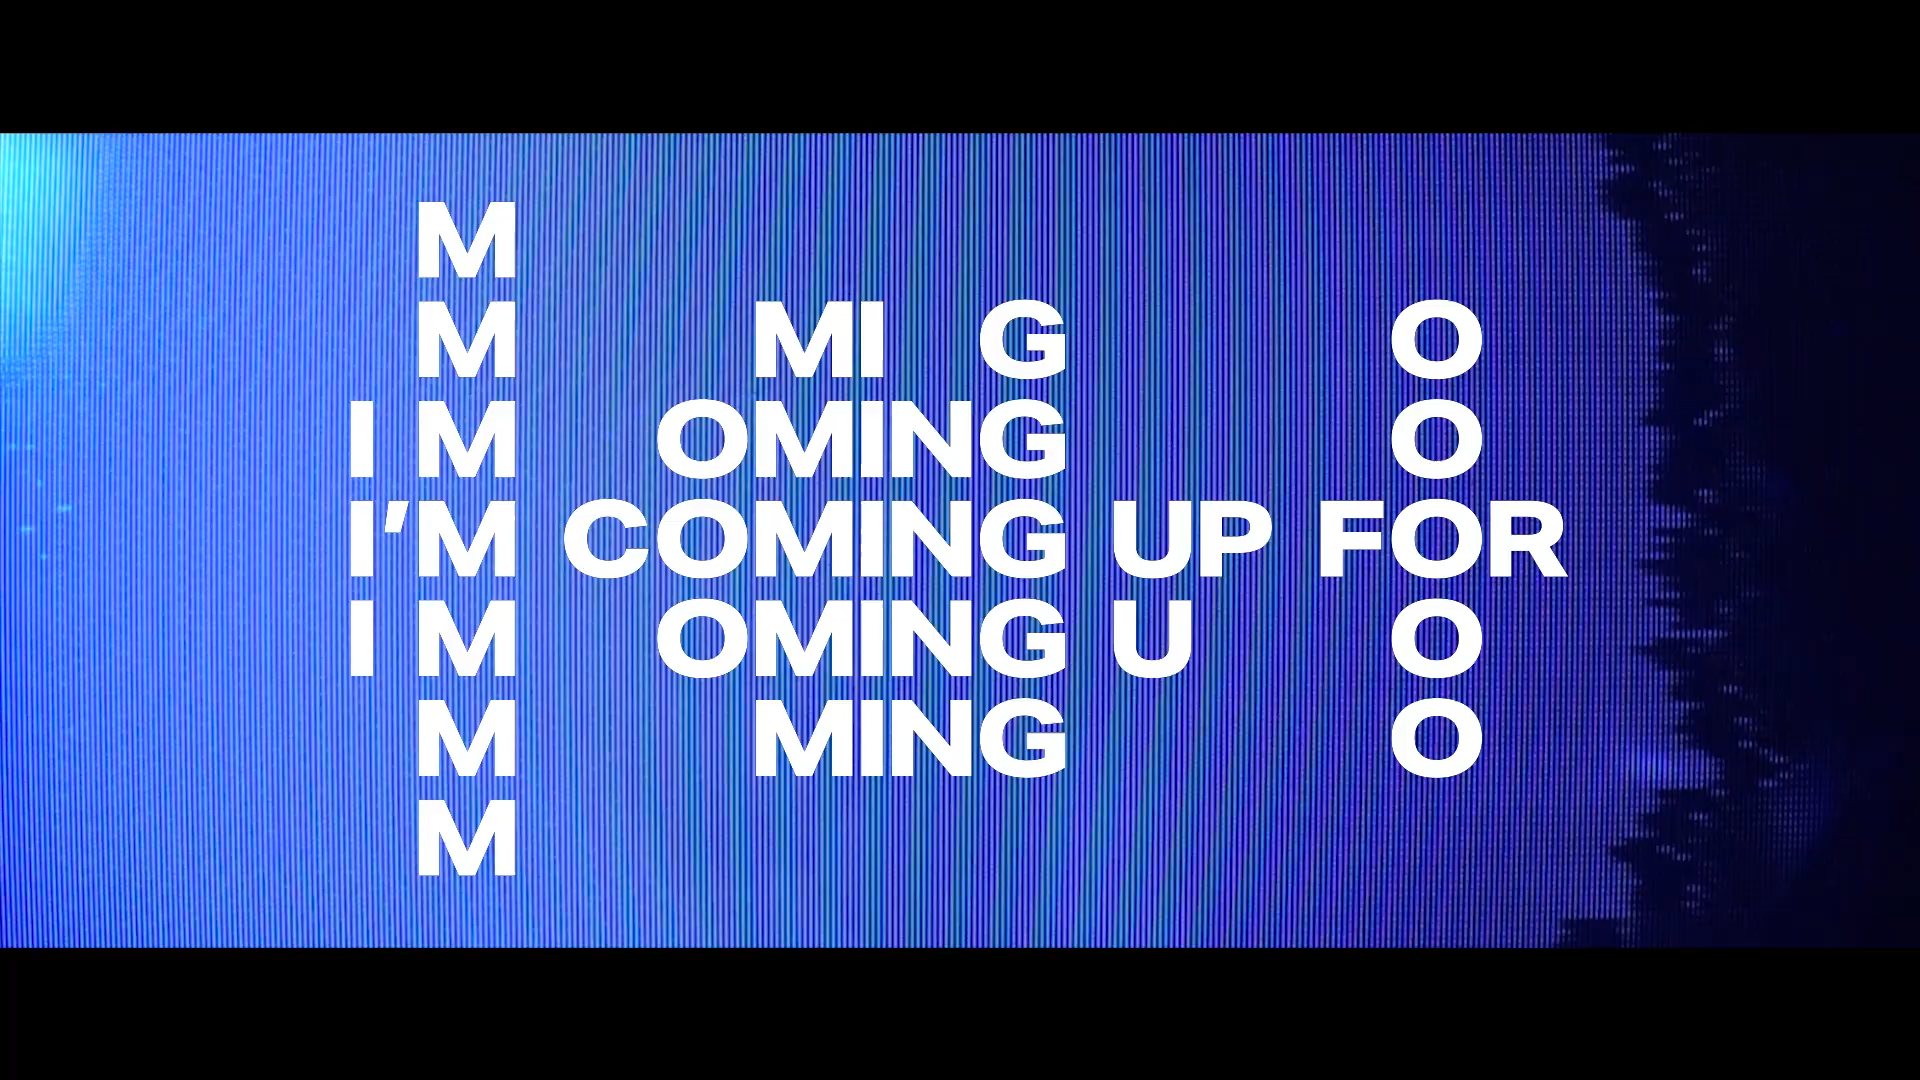 M
M MI G O
I M OMING O
I'M COMING UP FOR
I M OMING U O
M MING O
M